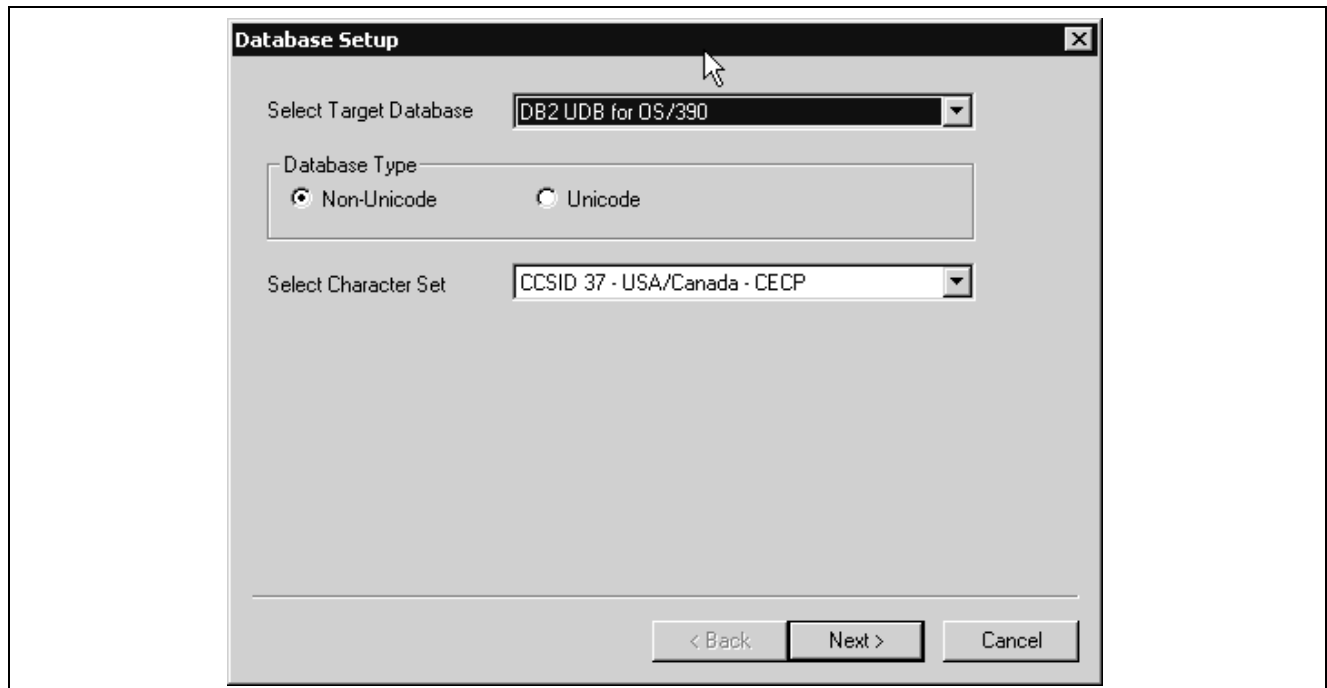 Database Setup
Select Target Database DB2 UDB for OS/390
Database Type
Non-Unicode Unicode
Select Character Set CCSID 37 - USA/Canada - CECP
< Back Next > Cancel